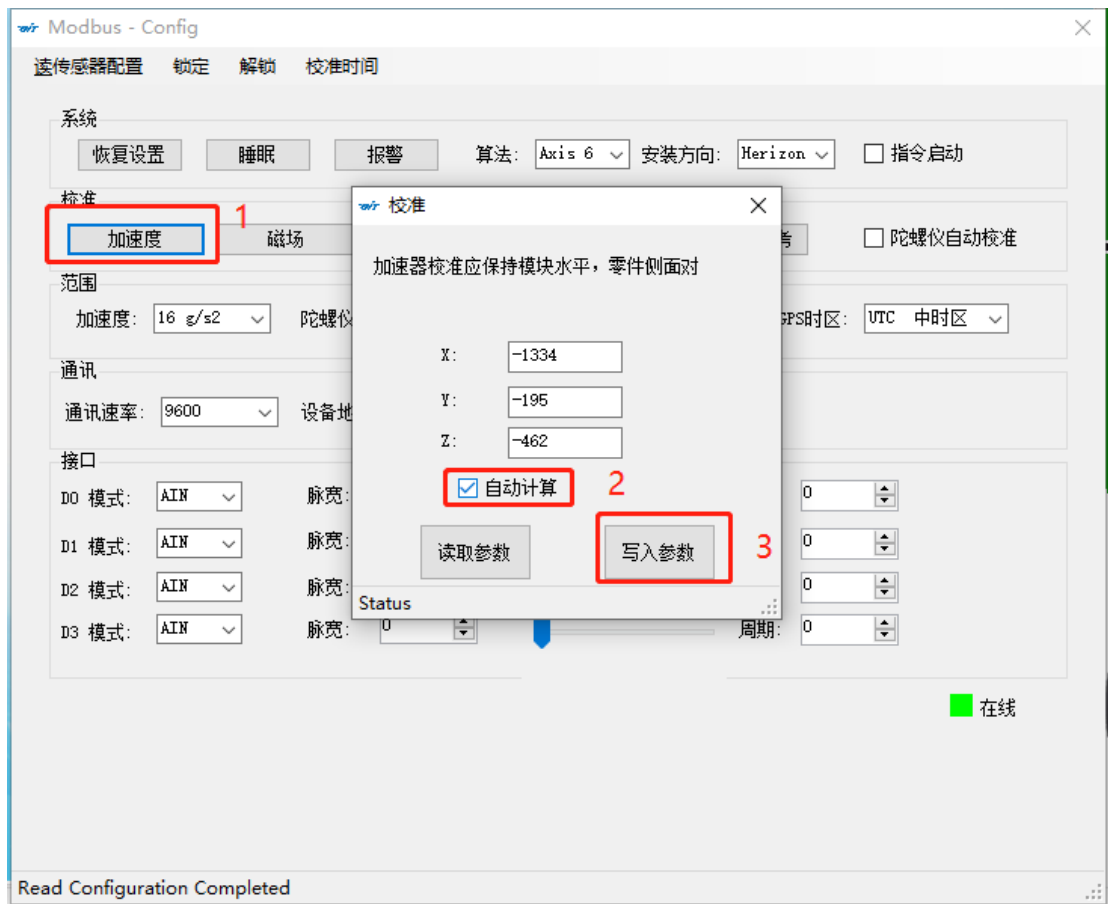 Modbus - Config
读传感器配置 锁定 解锁 校准时间
系统
恢复设置 睡眠 报警 算法: Axis 6 安装方向: Herizon 指令启动
校准
加速度 1 磁场 陀螺仪自动校准
范围
加速度: 16 g/s2 陀螺仪 GPS时区: UTC 中时区
通讯
通讯速率: 9600 设备地
接口
D0 模式: AIN 脉宽: 0
D1 模式: AIN 脉宽: 0
D2 模式: AIN 脉宽: 0
D3 模式: AIN 脉宽: 0 周期: 0
校准
加速器校准应保持模块水平，零件侧面对
X: -1334
Y: -195
Z: -462
自动计算 2
读取参数 写入参数 3
Status
在线
Read Configuration Completed